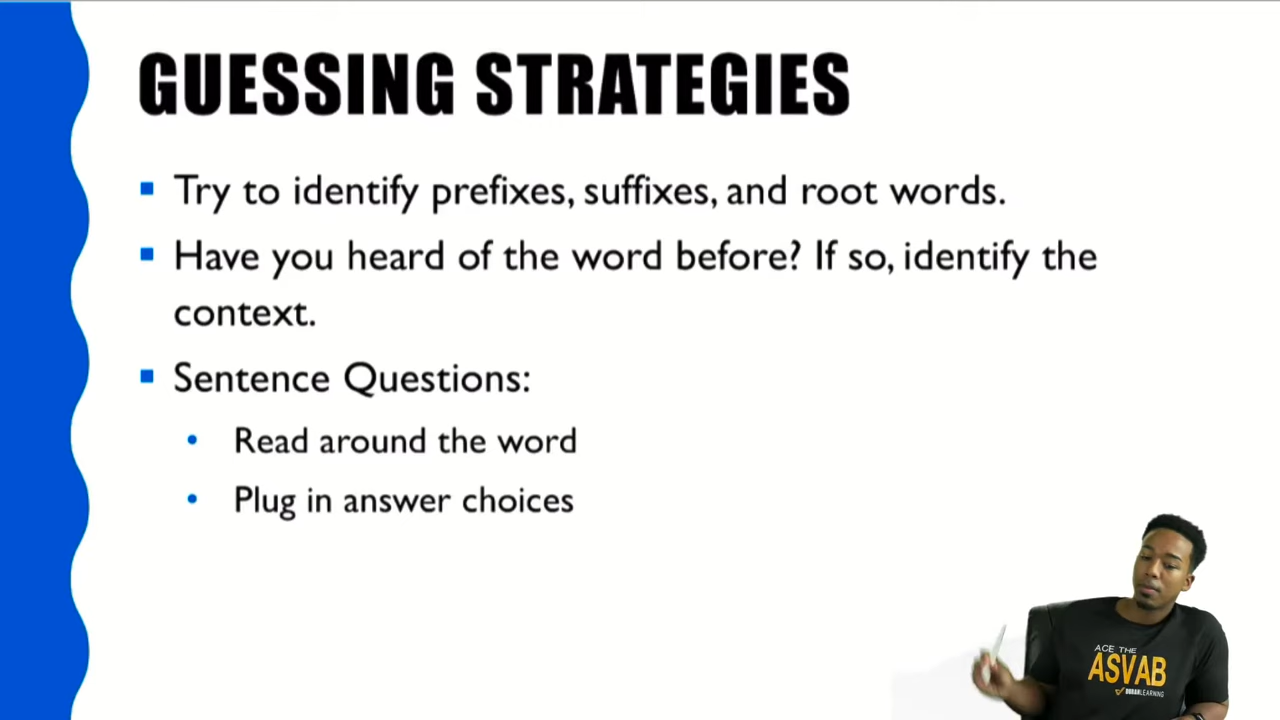 GUESSING STRATEGIES
Try to identify prefixes, suffixes, and root words.
Have you heard of the word before? If so, identify the
context.
Sentence Questions:
Read around the word
Plug in answer choices
ACE THE
ASVAB
DURAN LEARNING